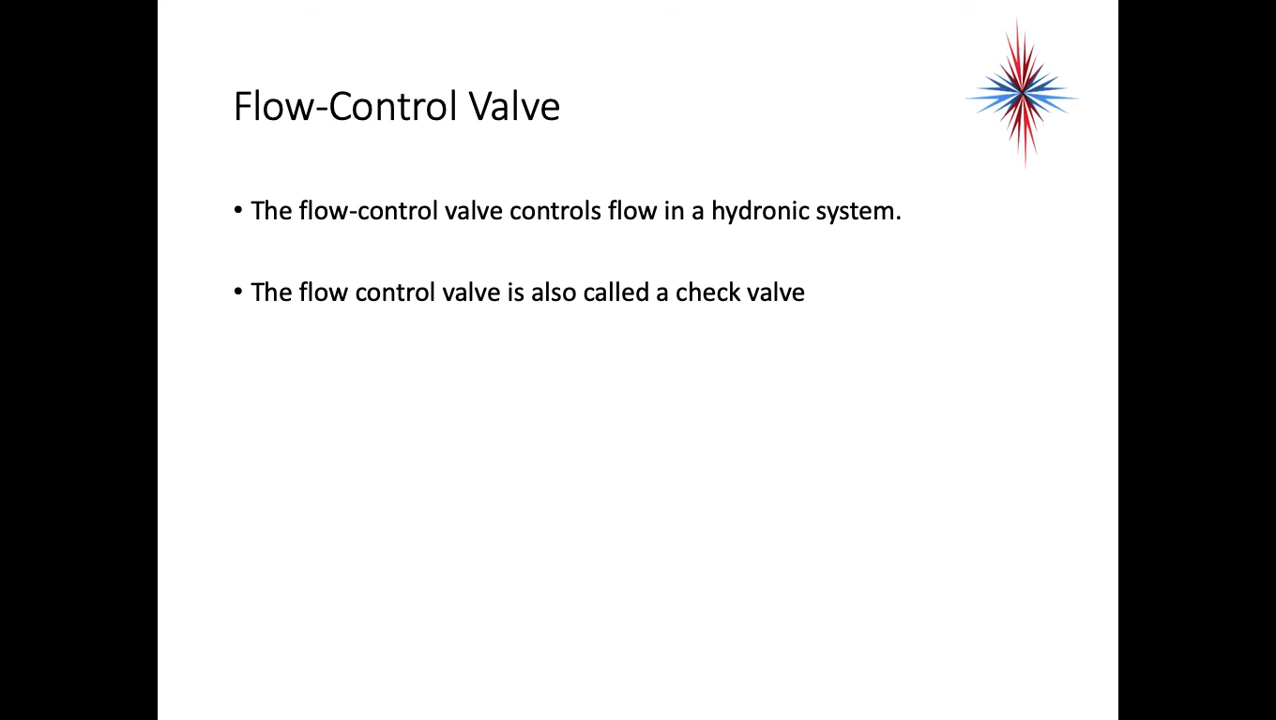 Flow-Control Valve
• The flow-control valve controls flow in a hydronic system.
• The flow control valve is also called a check valve